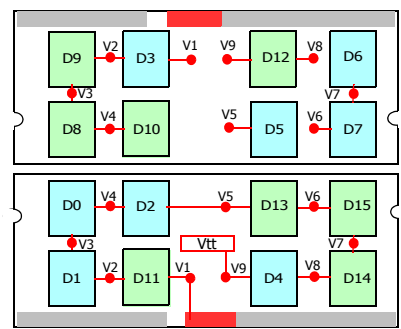 D9 V2 D3 V1 V9 D12 V8 D6
V3 V7
D8 V4 D10 V5 D5 V6 D7
D0 V4 D2 V5 D13 V6 D15
V3 Vtt V7
D1 V2 D11 V1 V9 D4 V8 D14